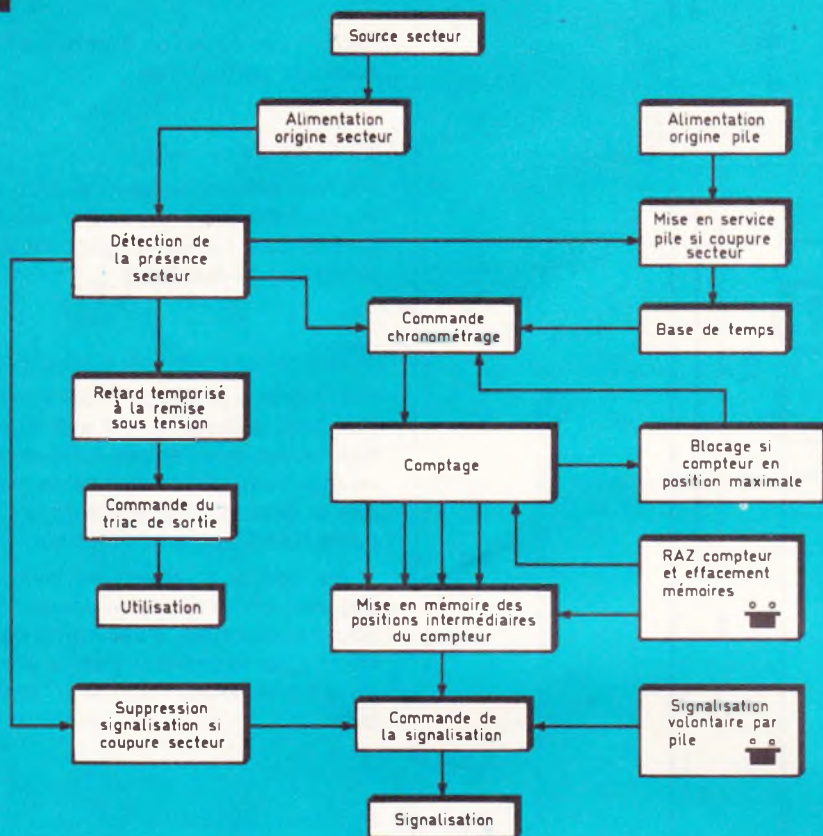 Source secteur
Alimentation
origine secteur
Alimentation
origine pile
Détection de
la présence
secteur
Mise en service
pile si coupure
secteur
Commande
chronométrage
Base de temps
Retard temporisé
à la remise
sous tension
Comptage
Blocage si
compteur en
position maximale
Commande du
triac de sortie
RAZ compteur
et effacement
mémoires
Utilisation
Mise en mémoire des
positions intermédiaires
du compteur
Suppression
signalisation si
coupure secteur
Commande de
la signalisation
Signalisation
volontaire par
pile
Signalisation